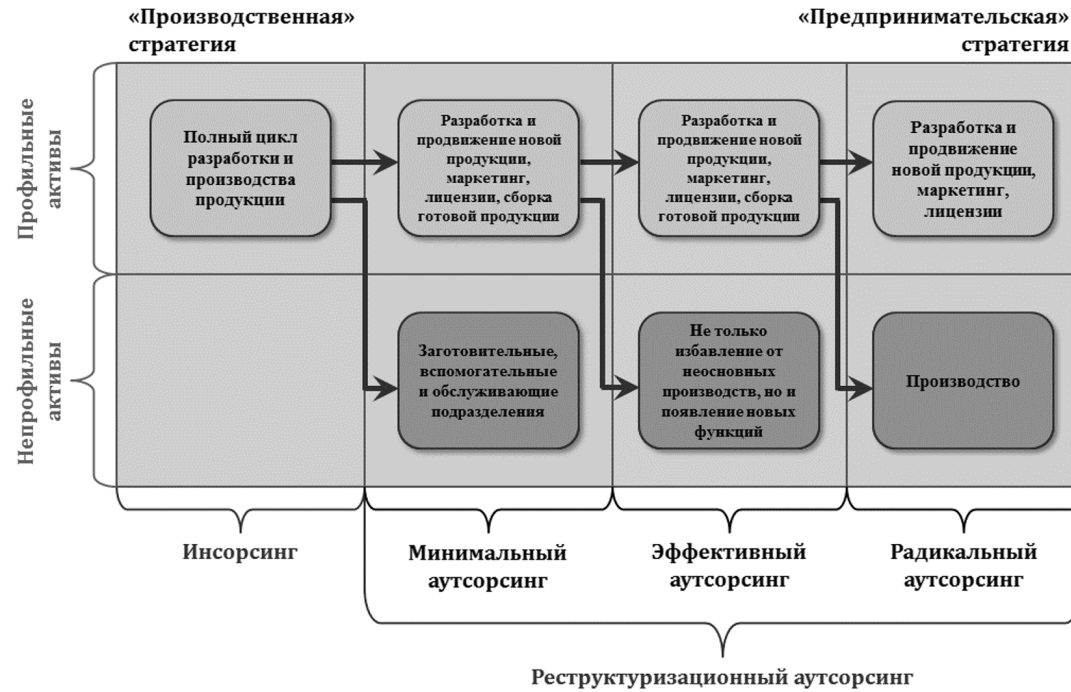 «Производственная»
стратегия
«Предпринимательская»
стратегия
Профильные
активы
Полный цикл
разработки и
производства
продукции
Разработка и
продвижение новой
продукции,
маркетинг,
лицензии, сборка
готовой продукции
Разработка и
продвижение новой
продукции,
маркетинг,
лицензии, сборка
готовой продукции
Разработка и
продвижение
новой продукции,
маркетинг,
лицензии
Непрофильные
активы
Заготовительные,
вспомогательные
и обслуживающие
подразделения
Не только
избавление от
неосновных
производств, но и
появление новых
функций
Производство
Инсорсинг
Минимальный
аутсорсинг
Эффективный
аутсорсинг
Радикальный
аутсорсинг
Реструктуризационный аутсорсинг